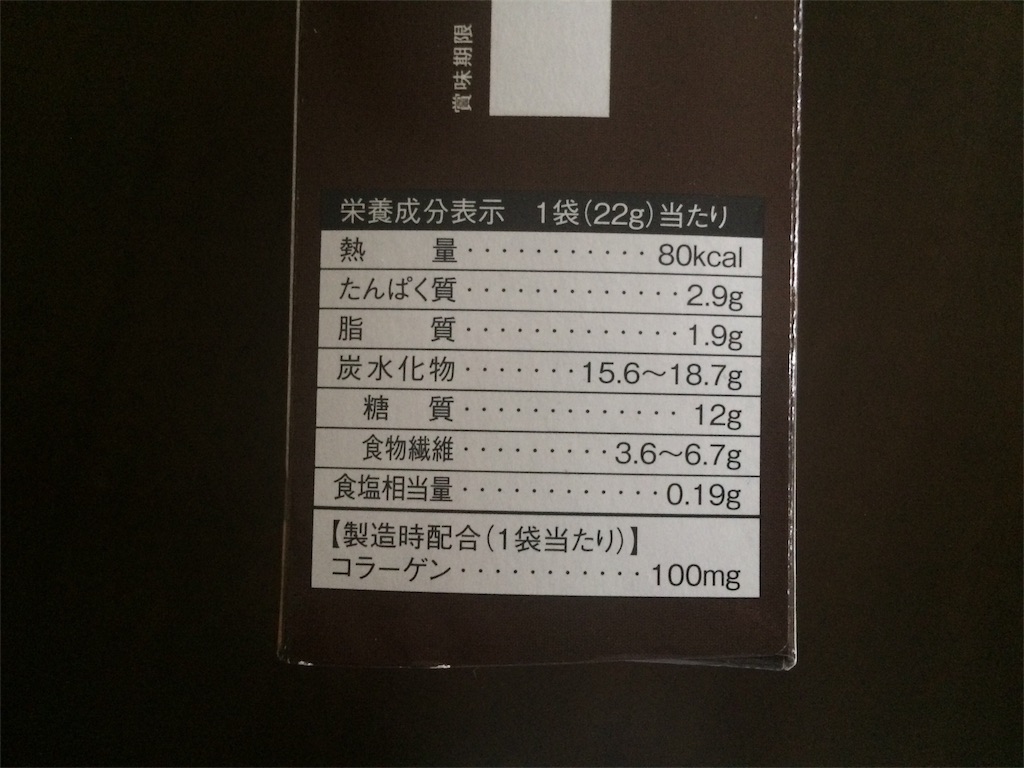 賞味期限
栄養成分表示 1袋(22g)当たり
熱量・・・・・・・・・・・80kcal
たんぱく質・・・・・・・・・・・・・2.9g
脂質・・・・・・・・・・・・・1.9g
炭水化物・・・・・・・15.6～18.7g
糖質・・・・・・・・・・・・・12g
食物繊維・・・・・・・・・3.6～6.7g
食塩相当量・・・・・・・・・・・・0.19g
【製造時配合(1袋当たり)】
コラーゲン・・・・・・・・・・・100mg